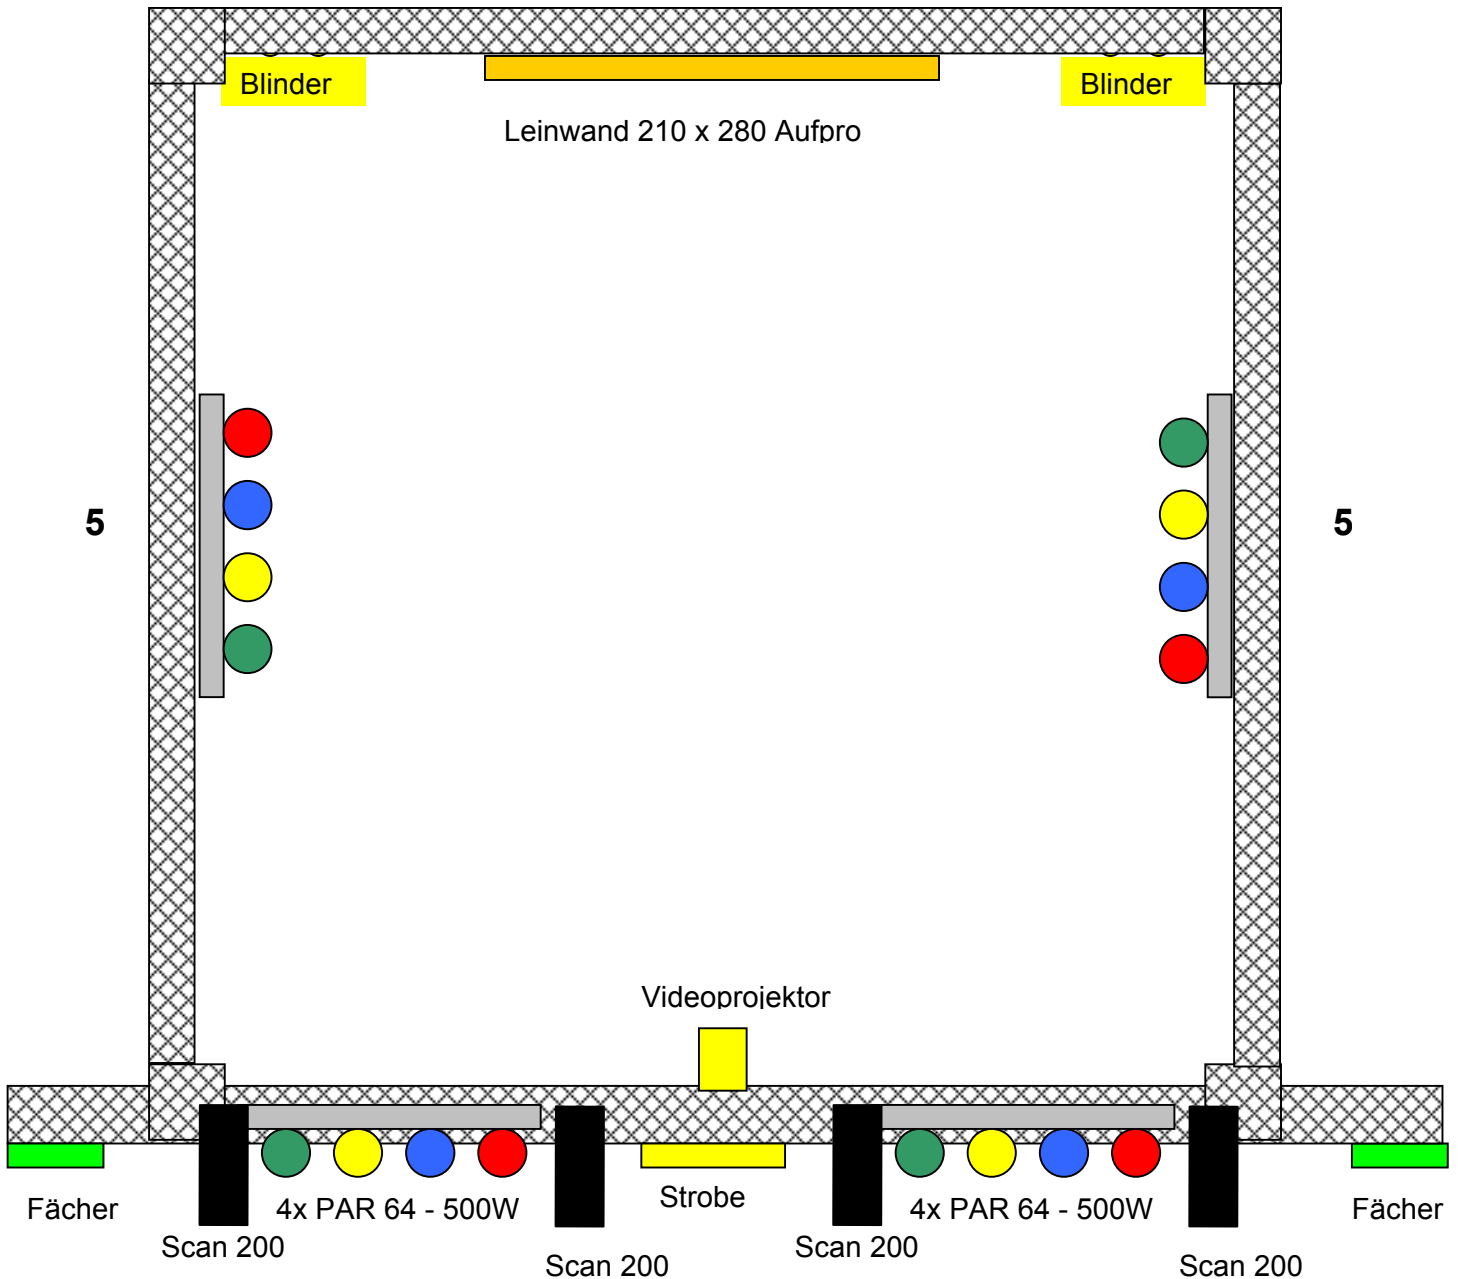 Blinder
Blinder
Leinwand 210 x 280 Aufpro
5
5
Videoprojektor
Strobe
Fächer
4x PAR 64 - 500W
4x PAR 64 - 500W
Fächer
Scan 200
Scan 200
Scan 200
Scan 200